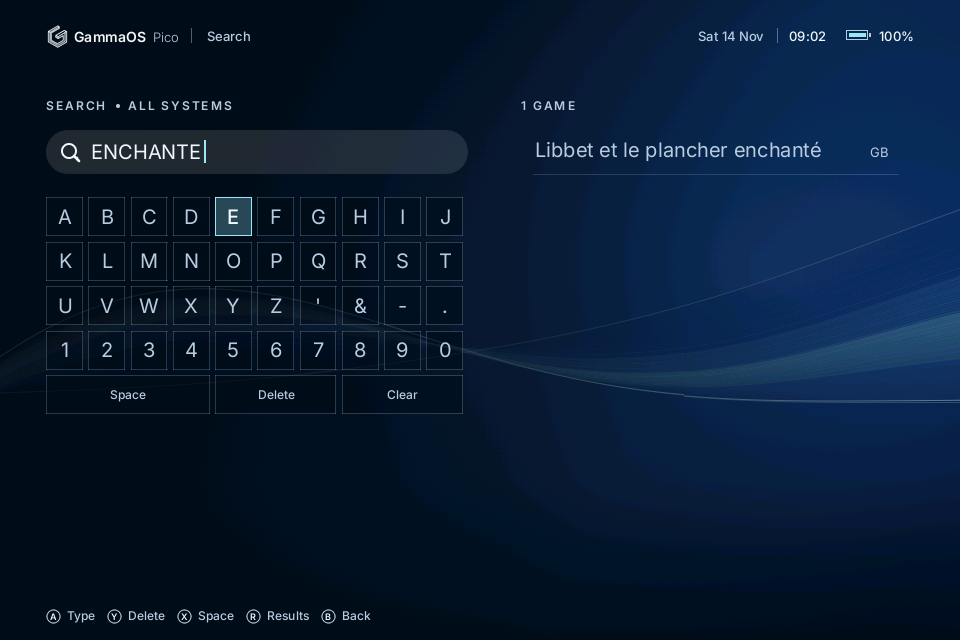 GammaOS Pico | Search
Sat 14 Nov | 09:02 100%
SEARCH • ALL SYSTEMS
1 GAME
ENCHANTE
Libbet et le plancher enchanté GB
A B C D E F G H I J
K L M N O P Q R S T
U V W X Y Z ' & - .
1 2 3 4 5 6 7 8 9 0
Space Delete Clear
A Type Y Delete X Space R Results B Back